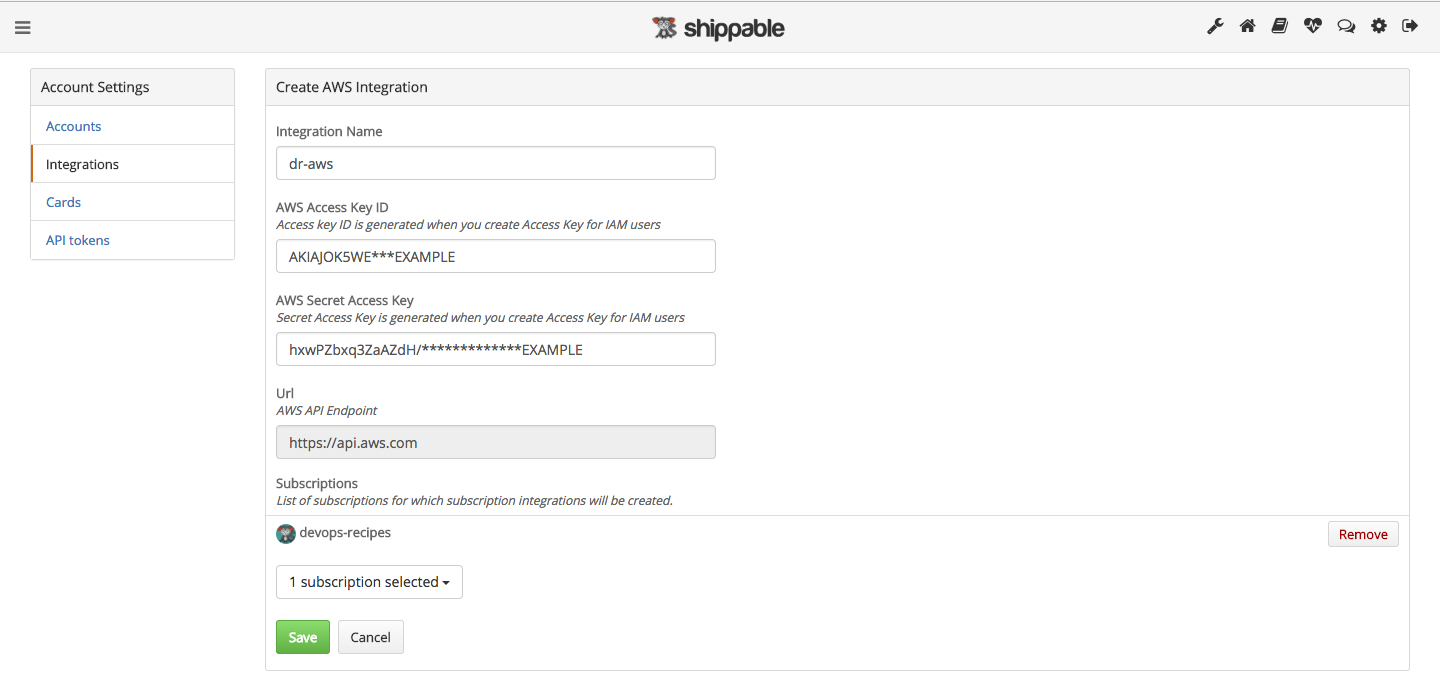 shippable
Account Settings
Accounts
Integrations
Cards
API tokens
Create AWS Integration
Integration Name
dr-aws
AWS Access Key ID
Access key ID is generated when you create Access Key for IAM users
AKIAJOK5WE***EXAMPLE
AWS Secret Access Key
Secret Access Key is generated when you create Access Key for IAM users
hxwPZbxq3ZaAZdH/*************EXAMPLE
Url
AWS API Endpoint
https://api.aws.com
Subscriptions
List of subscriptions for which subscription integrations will be created.
devops-recipes
Remove
1 subscription selected
Save
Cancel